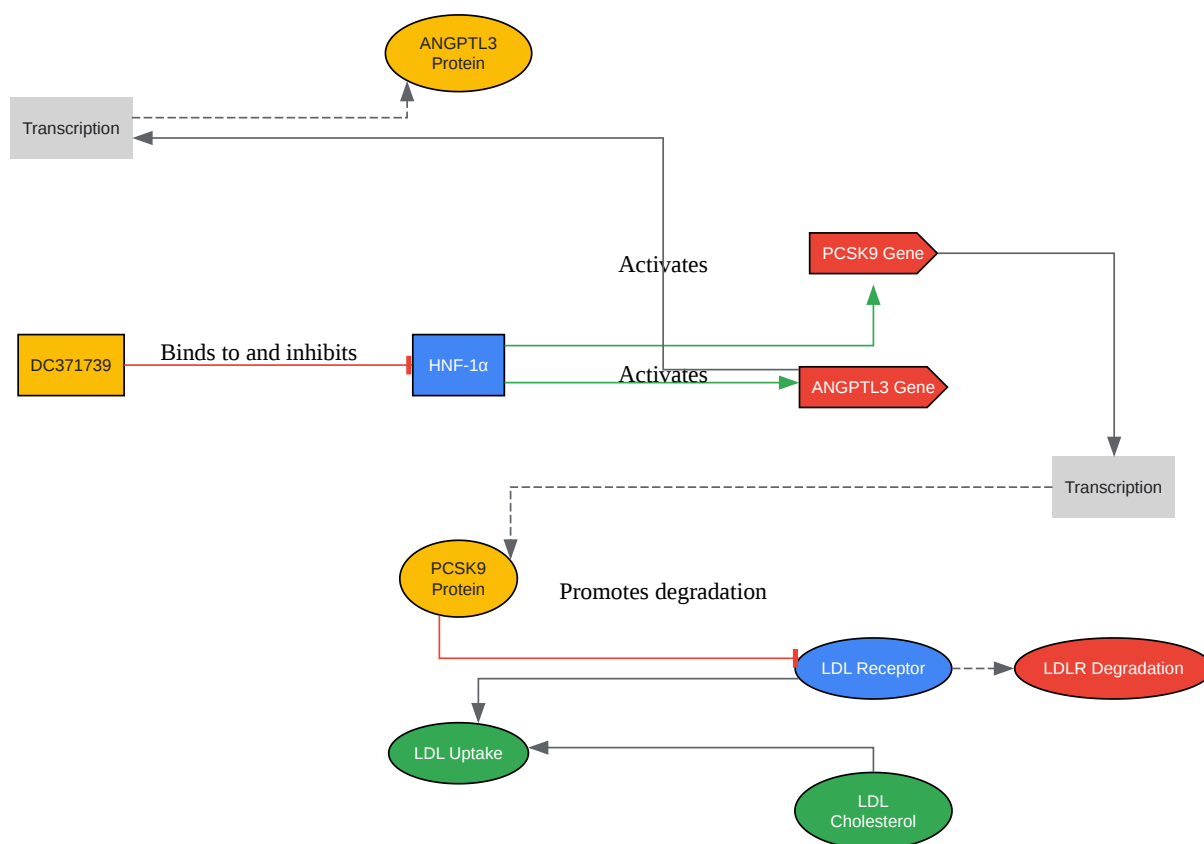 ANGPTL3
Protein
Transcription
Activates
PCSK9 Gene
DC371739
Binds to and inhibits
HNF-1α
Activates
ANGPTL3 Gene
Transcription
PCSK9
Protein
Promotes degradation
LDL Receptor
LDLR Degradation
LDL Uptake
LDL
Cholesterol